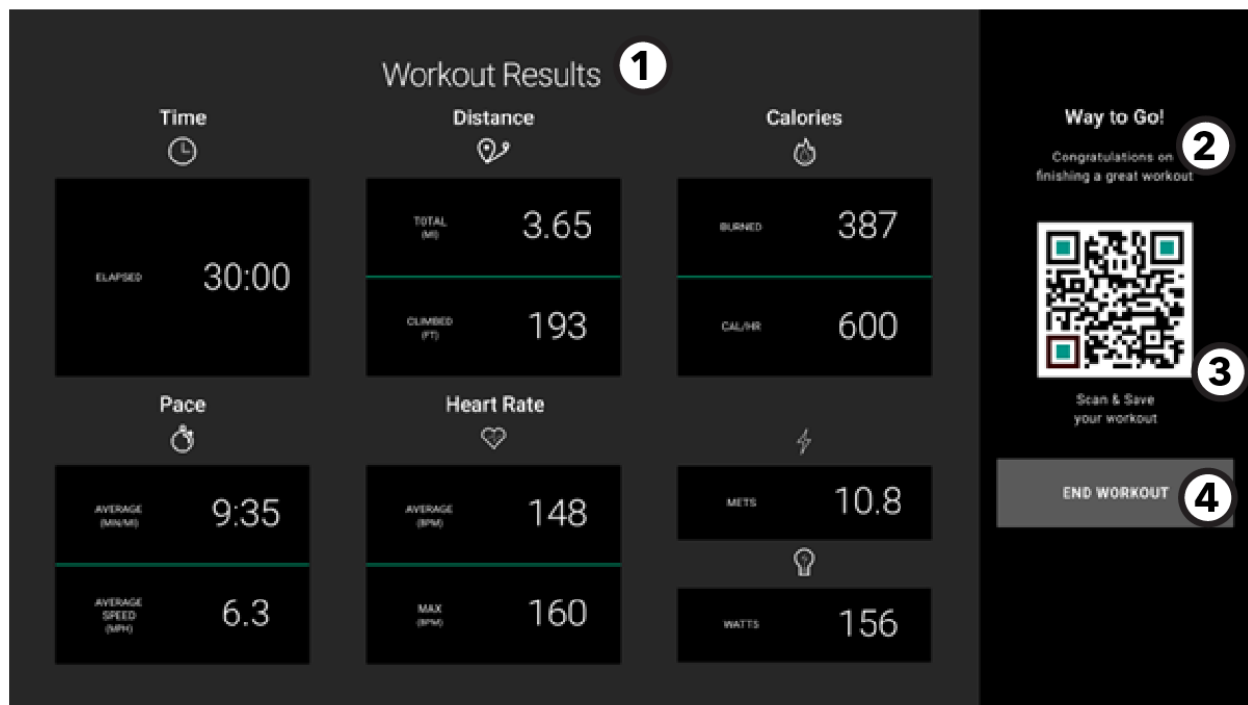 Workout Results 1
Time
Distance
Calories
ELAPSED 30:00
TOTAL
(MI) 3.65
CLIMBED
(FT) 193
BURNED 387
CAL/HR 600
Pace
Heart Rate
AVERAGE
(MIN/MI) 9:35
AVERAGE
SPEED
(MPH) 6.3
AVERAGE
(BPM) 148
MAX
(BPM) 160
METS 10.8
WATTS 156
Way to Go!
2
Congratulations on
finishing a great workout
3
Scan & Save
your workout
END WORKOUT 4